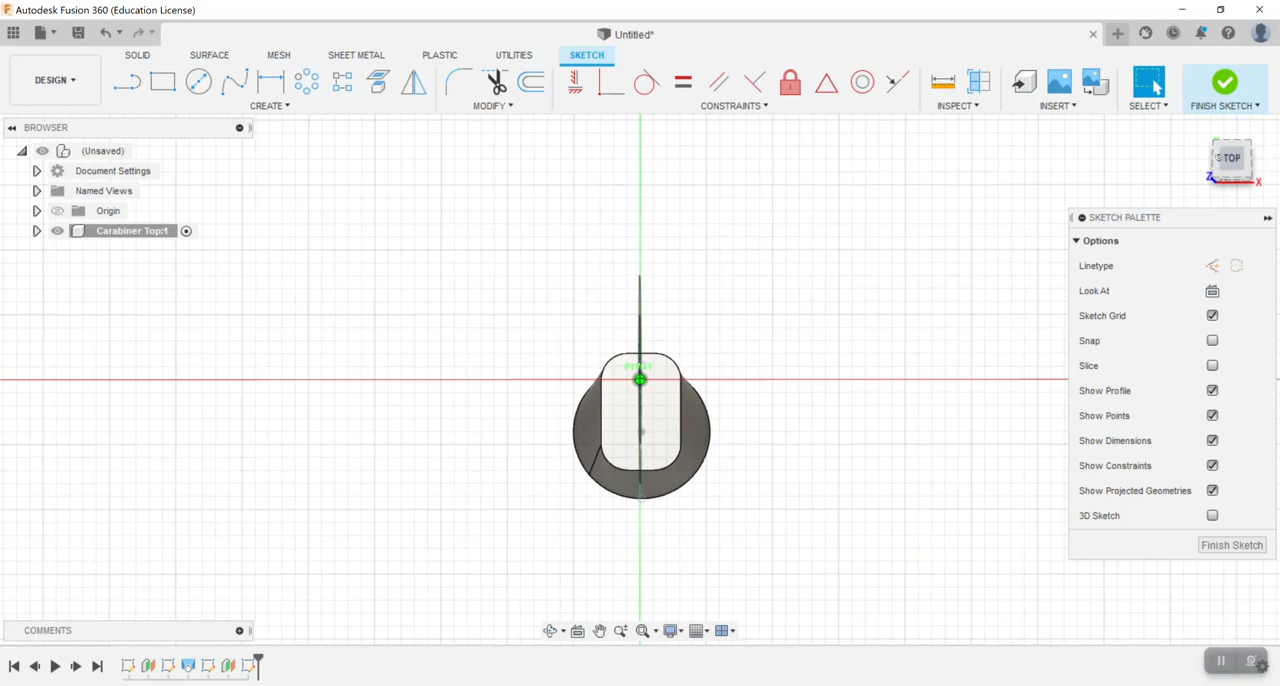 Autodesk Fusion 360 (Education License)
Untitled*
SOLID SURFACE MESH SHEET METAL PLASTIC UTILITIES SKETCH
DESIGN
CREATE MODIFY CONSTRAINTS INSPECT INSERT SELECT FINISH SKETCH
BROWSER
(Unsaved)
Document Settings
Named Views
Origin
Carabiner Top:1
TOP
Z X
SKETCH PALETTE
Options
Linetype
Look At
Sketch Grid
Snap
Slice
Show Profile
Show Points
Show Dimensions
Show Constraints
Show Projected Geometries
3D Sketch
Finish Sketch
COMMENTS